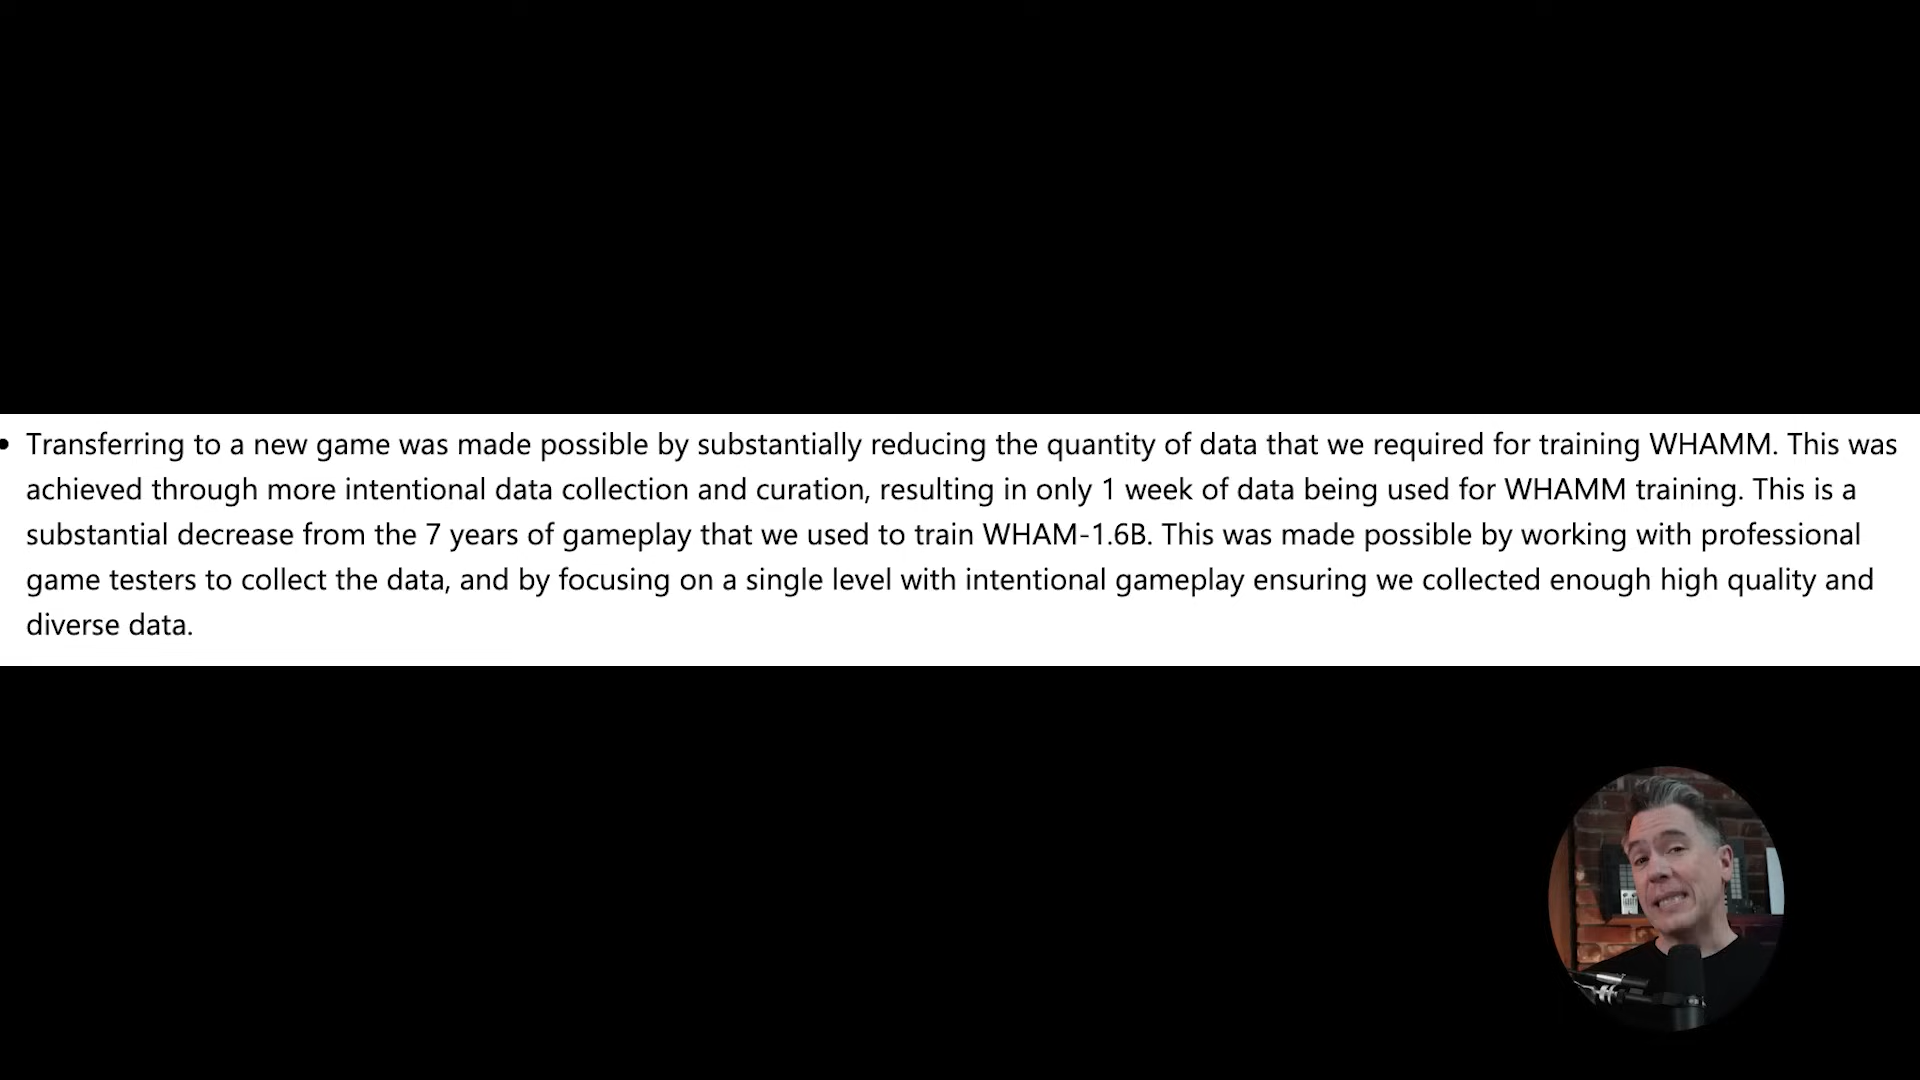 • Transferring to a new game was made possible by substantially reducing the quantity of data that we required for training WHAMM. This was
achieved through more intentional data collection and curation, resulting in only 1 week of data being used for WHAMM training. This is a
substantial decrease from the 7 years of gameplay that we used to train WHAM-1.6B. This was made possible by working with professional
game testers to collect the data, and by focusing on a single level with intentional gameplay ensuring we collected enough high quality and
diverse data.